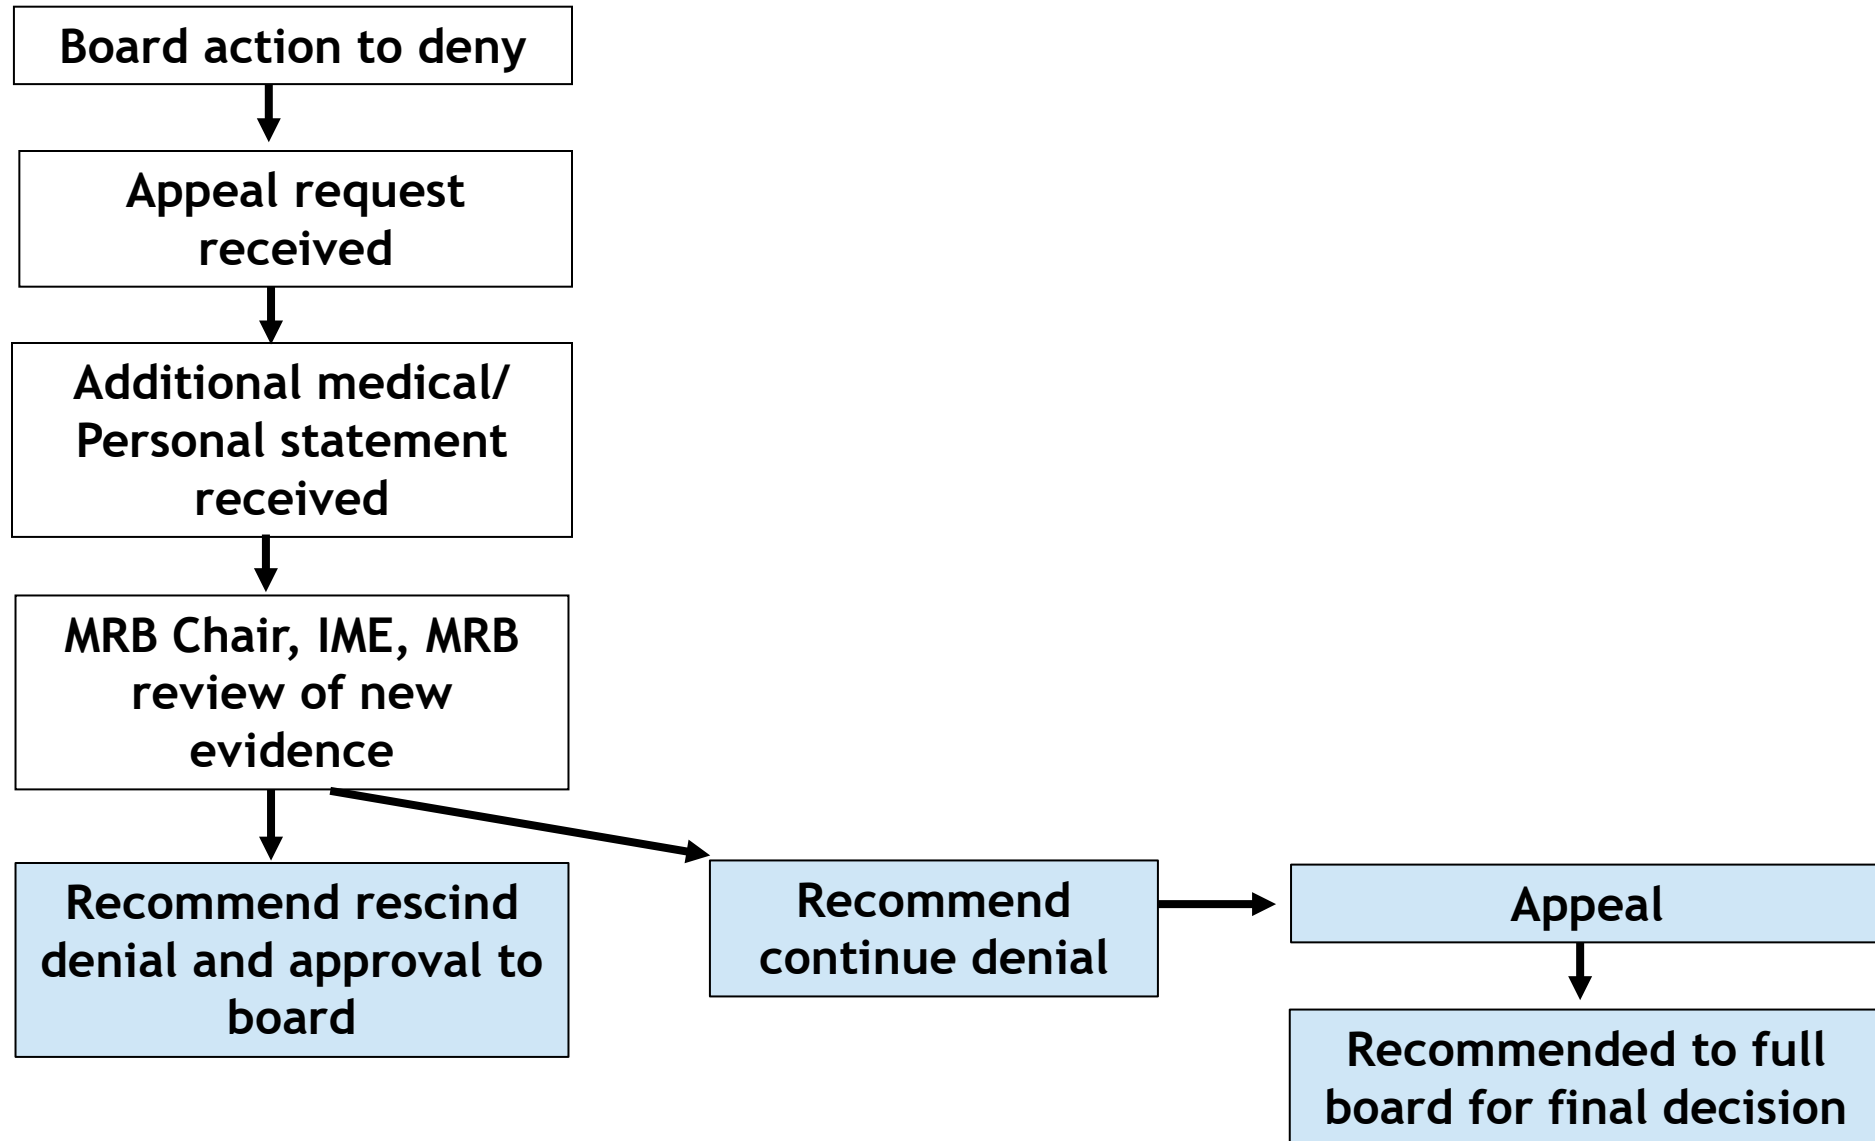 Board action to deny
Appeal request
received
Additional medical/
Personal statement
received
MRB Chair, IME, MRB
review of new
evidence
Recommend rescind
denial and approval to
board
Recommend
continue denial
Appeal
Recommended to full
board for final decision